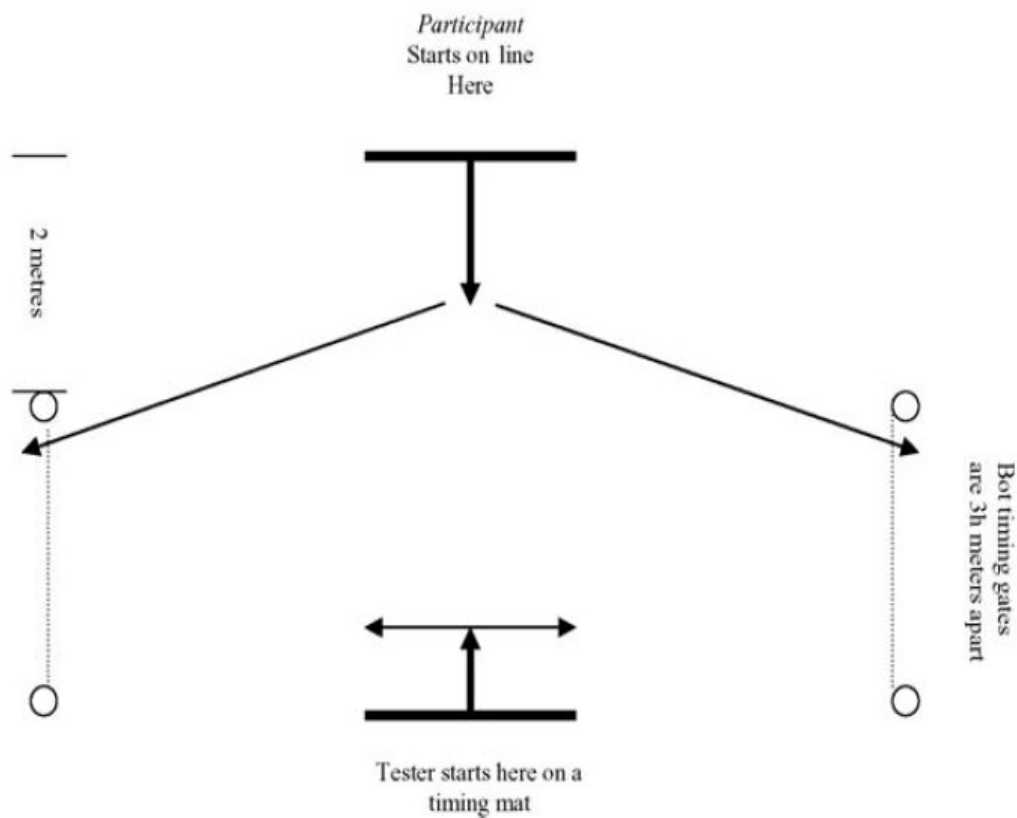 Participant
Starts on line
Here
2 metres
Bot timing gates
are 3h meters apart
Tester starts here on a
timing mat